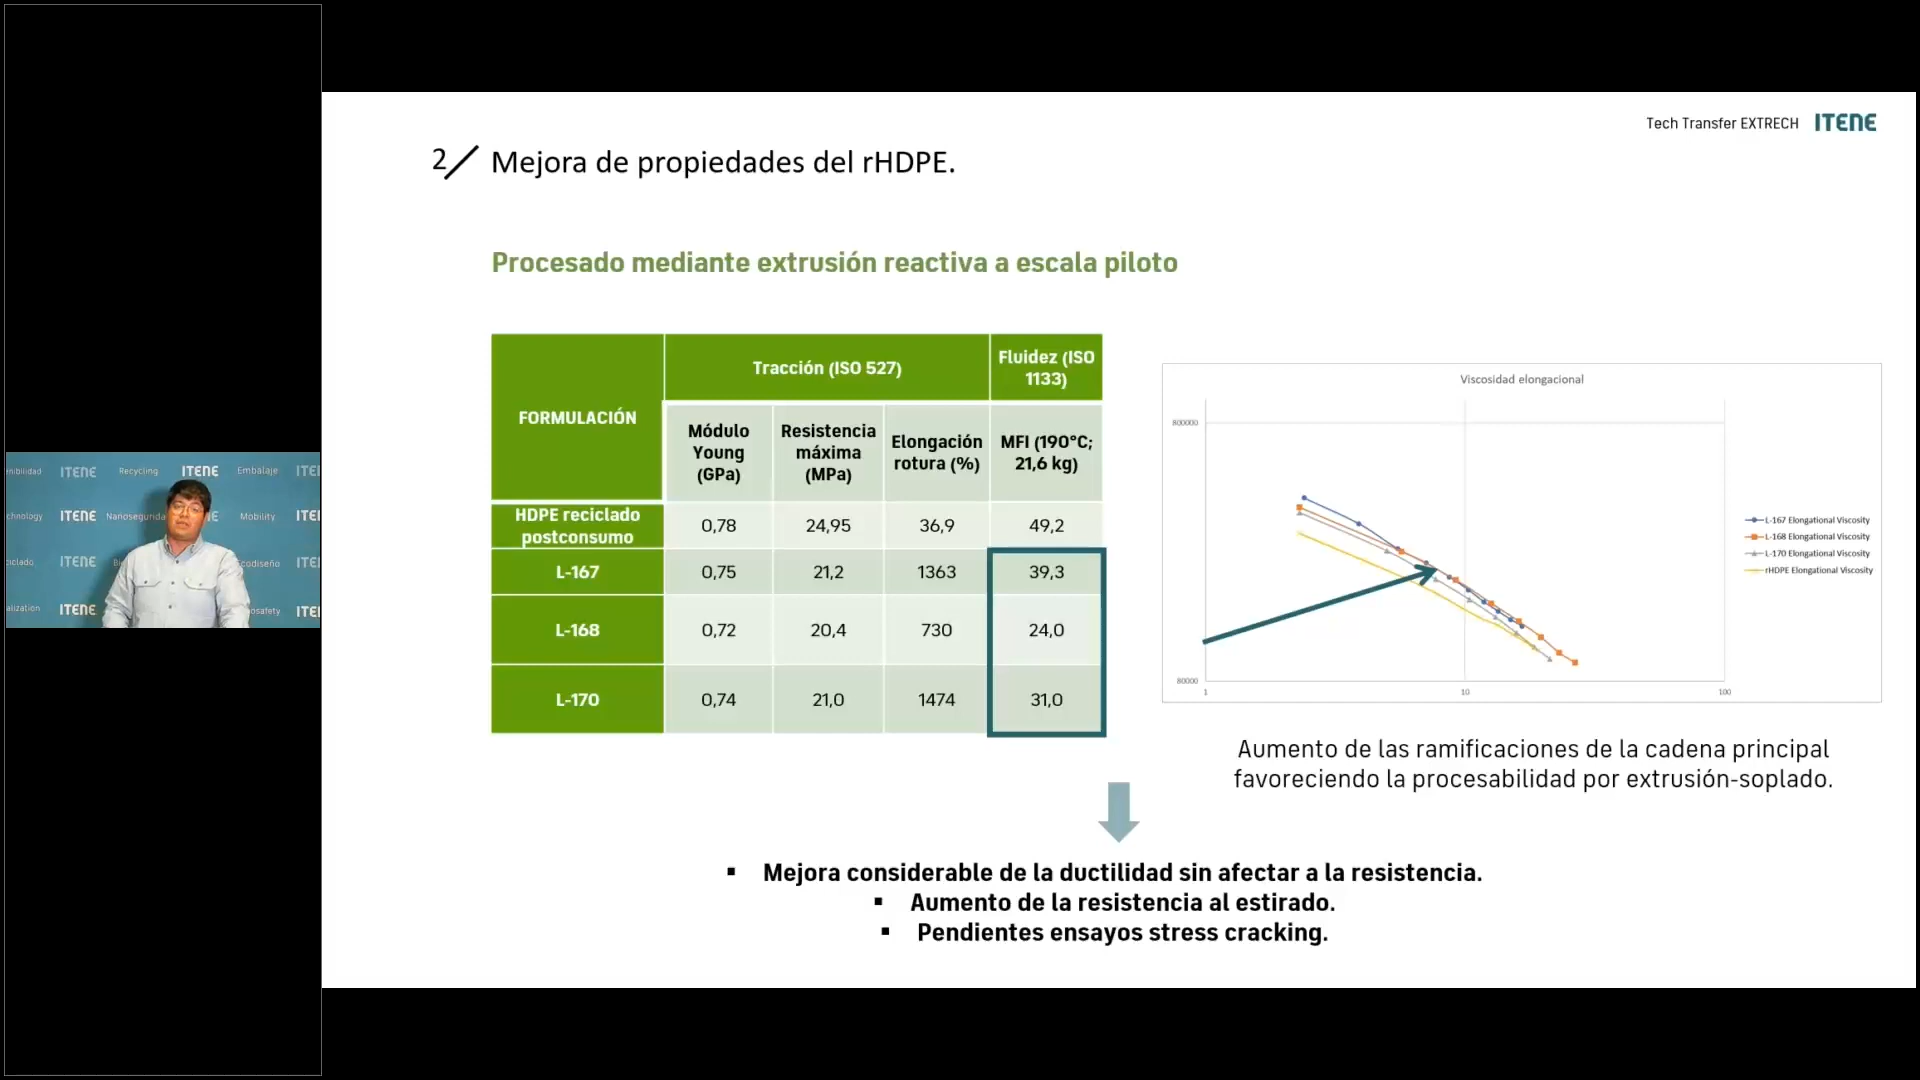 Tech Transfer EXTRECH ITENE
2/ Mejora de propiedades del rHDPE.
Procesado mediante extrusión reactiva a escala piloto
FORMULACIÓN
Tracción (ISO 527)
Fluidez (ISO
1133)
Módulo
Young
(GPa)
Resistencia
máxima
(MPa)
Elongación
rotura (%)
MFI (190°C;
21,6 kg)
HDPE reciclado
postconsumo
0,78 24,95 36,9 49,2
L-167 0,75 21,2 1363 39,3
L-168 0,72 20,4 730 24,0
L-170 0,74 21,0 1474 31,0
Viscosidad elongacional
800000
80000
1 10 100
L-167 Elongational Viscosity
L-168 Elongational Viscosity
L-170 Elongational Viscosity
rHDPE Elongational Viscosity
Aumento de las ramificaciones de la cadena principal
favoreciendo la procesabilidad por extrusión-soplado.
▪ Mejora considerable de la ductilidad sin afectar a la resistencia.
▪ Aumento de la resistencia al estirado.
▪ Pendientes ensayos stress cracking.
ITENE Recycling ITENE Embalaje ITE
ITENE Mobility ITE
ITENE ITE
ITENE ITE